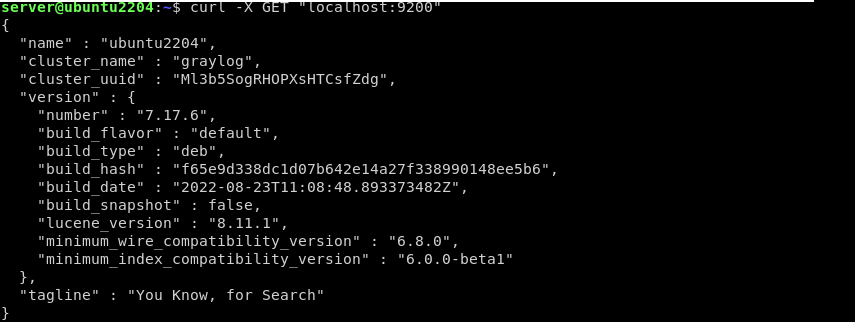 server@ubuntu2204:~$ curl -X GET "localhost:9200"
{
  "name" : "ubuntu2204",
  "cluster_name" : "graylog",
  "cluster_uuid" : "Ml3b5SogRHOPXsHTCsfZdg",
  "version" : {
    "number" : "7.17.6",
    "build_flavor" : "default",
    "build_type" : "deb",
    "build_hash" : "f65e9d338dc1d07b642e14a27f338990148ee5b6",
    "build_date" : "2022-08-23T11:08:48.893373482Z",
    "build_snapshot" : false,
    "lucene_version" : "8.11.1",
    "minimum_wire_compatibility_version" : "6.8.0",
    "minimum_index_compatibility_version" : "6.0.0-beta1"
  },
  "tagline" : "You Know, for Search"
}